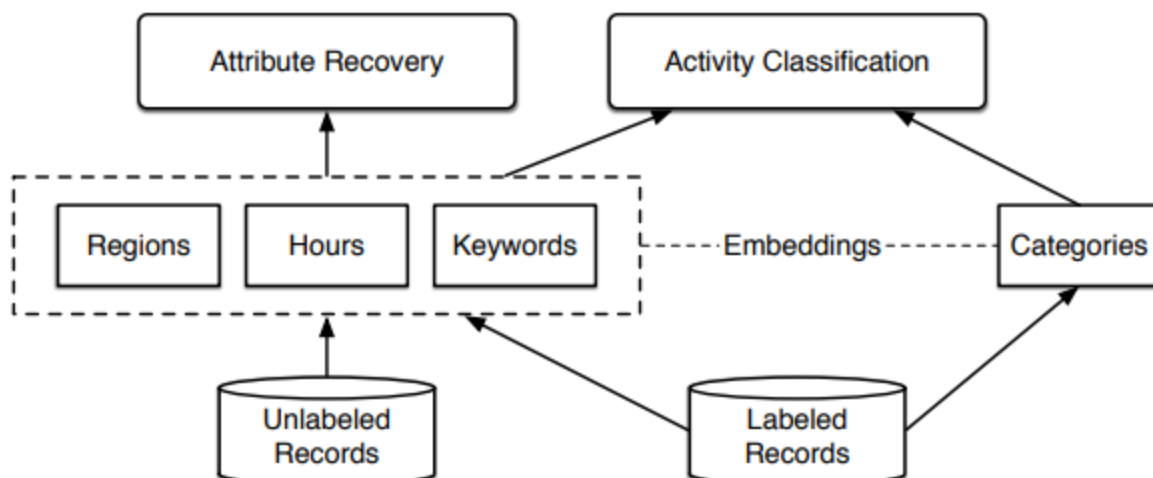 Attribute Recovery
Activity Classification
Regions
Hours
Keywords
Embeddings
Categories
Unlabeled
Records
Labeled
Records